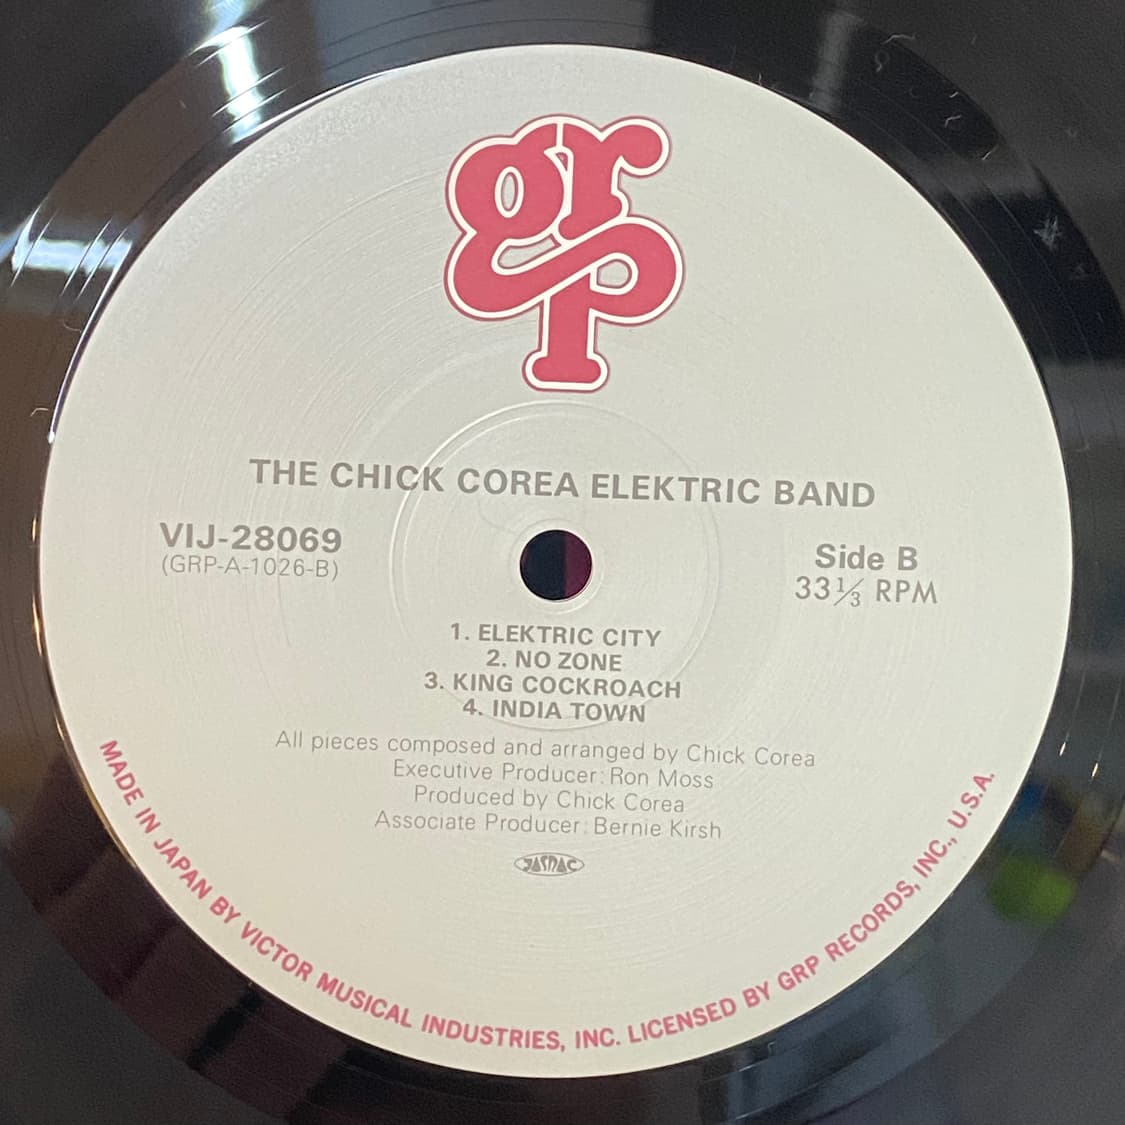 grp
THE CHICK COREA ELEKTRIC BAND
VIJ-28069
(GRP-A-1026-B)
Side B
33⅓ RPM
1. ELEKTRIC CITY
2. NO ZONE
3. KING COCKROACH
4. INDIA TOWN
All pieces composed and arranged by Chick Corea
Executive Producer: Ron Moss
Produced by Chick Corea
Associate Producer: Bernie Kirsh
JASRAC
MADE IN JAPAN BY VICTOR MUSICAL INDUSTRIES, INC. LICENSED BY GRP RECORDS, INC., U.S.A.